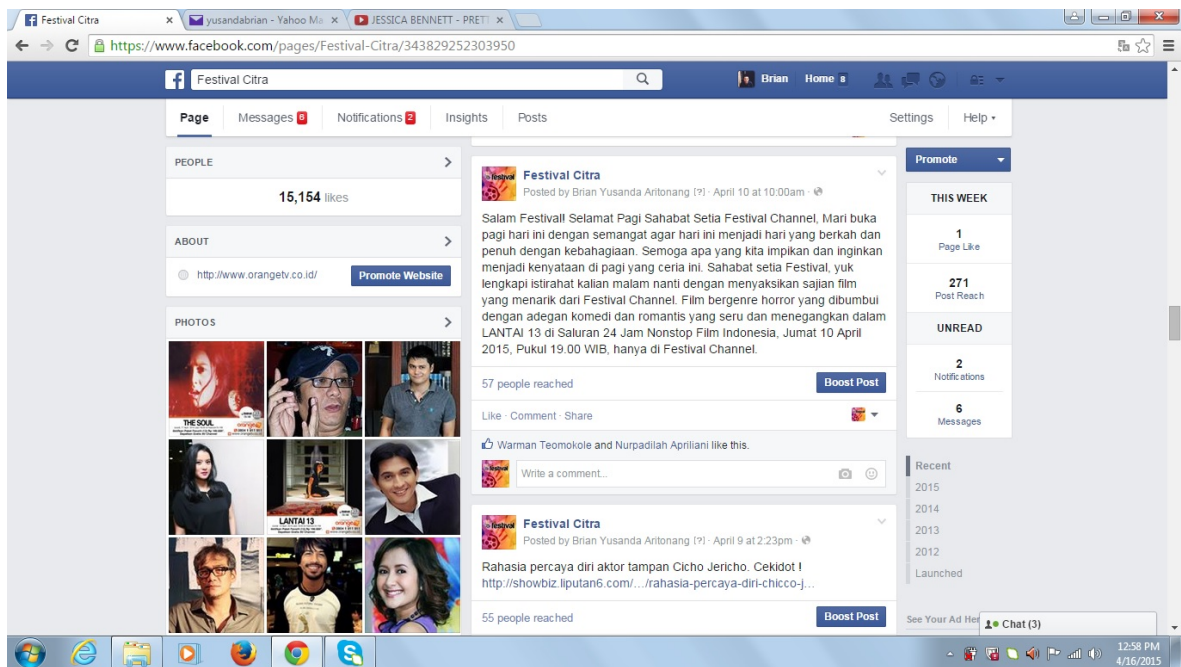 Festival Citra
yusandabrian - Yahoo Ma
JESSICA BENNETT - PRETT
https://www.facebook.com/pages/Festival-Citra/343829252303950
Festival Citra
Brian Home 8
Page Messages 6 Notifications 2 Insights Posts Settings Help
PEOPLE
15,154 likes
ABOUT
http://www.orangetv.co.id/ Promote Website
PHOTOS
THE SOUL
LANTAI 13
festival
Festival Citra
Posted by Brian Yusanda Aritonang [?] · April 10 at 10:00am ·
Salam Festival! Selamat Pagi Sahabat Setia Festival Channel, Mari buka
pagi hari ini dengan semangat agar hari ini menjadi hari yang berkah dan
penuh dengan kebahagiaan. Semoga apa yang kita impikan dan inginkan
menjadi kenyataan di pagi yang ceria ini. Sahabat setia Festival, yuk
lengkapi istirahat kalian malam nanti dengan menyaksikan sajian film
yang menarik dari Festival Channel. Film bergenre horror yang dibumbui
dengan adegan komedi dan romantis yang seru dan menegangkan dalam
LANTAI 13 di Saluran 24 Jam Nonstop Film Indonesia, Jumat 10 April
2015, Pukul 19.00 WIB, hanya di Festival Channel.
57 people reached Boost Post
Like · Comment · Share
Warman Teomokole and Nurpadilah Apriliani like this.
festival
Write a comment...
festival
Festival Citra
Posted by Brian Yusanda Aritonang [?] · April 9 at 2:23pm ·
Rahasia percaya diri aktor tampan Cicho Jericho. Cekidot !
http://showbiz.liputan6.com/.../rahasia-percaya-diri-chicco-j...
55 people reached Boost Post
Promote
THIS WEEK
1
Page Like
271
Post Reach
UNREAD
2
Notifications
6
Messages
Recent
2015
2014
2013
2012
Launched
See Your Ad Her
Chat (3)
12:58 PM
4/16/2015